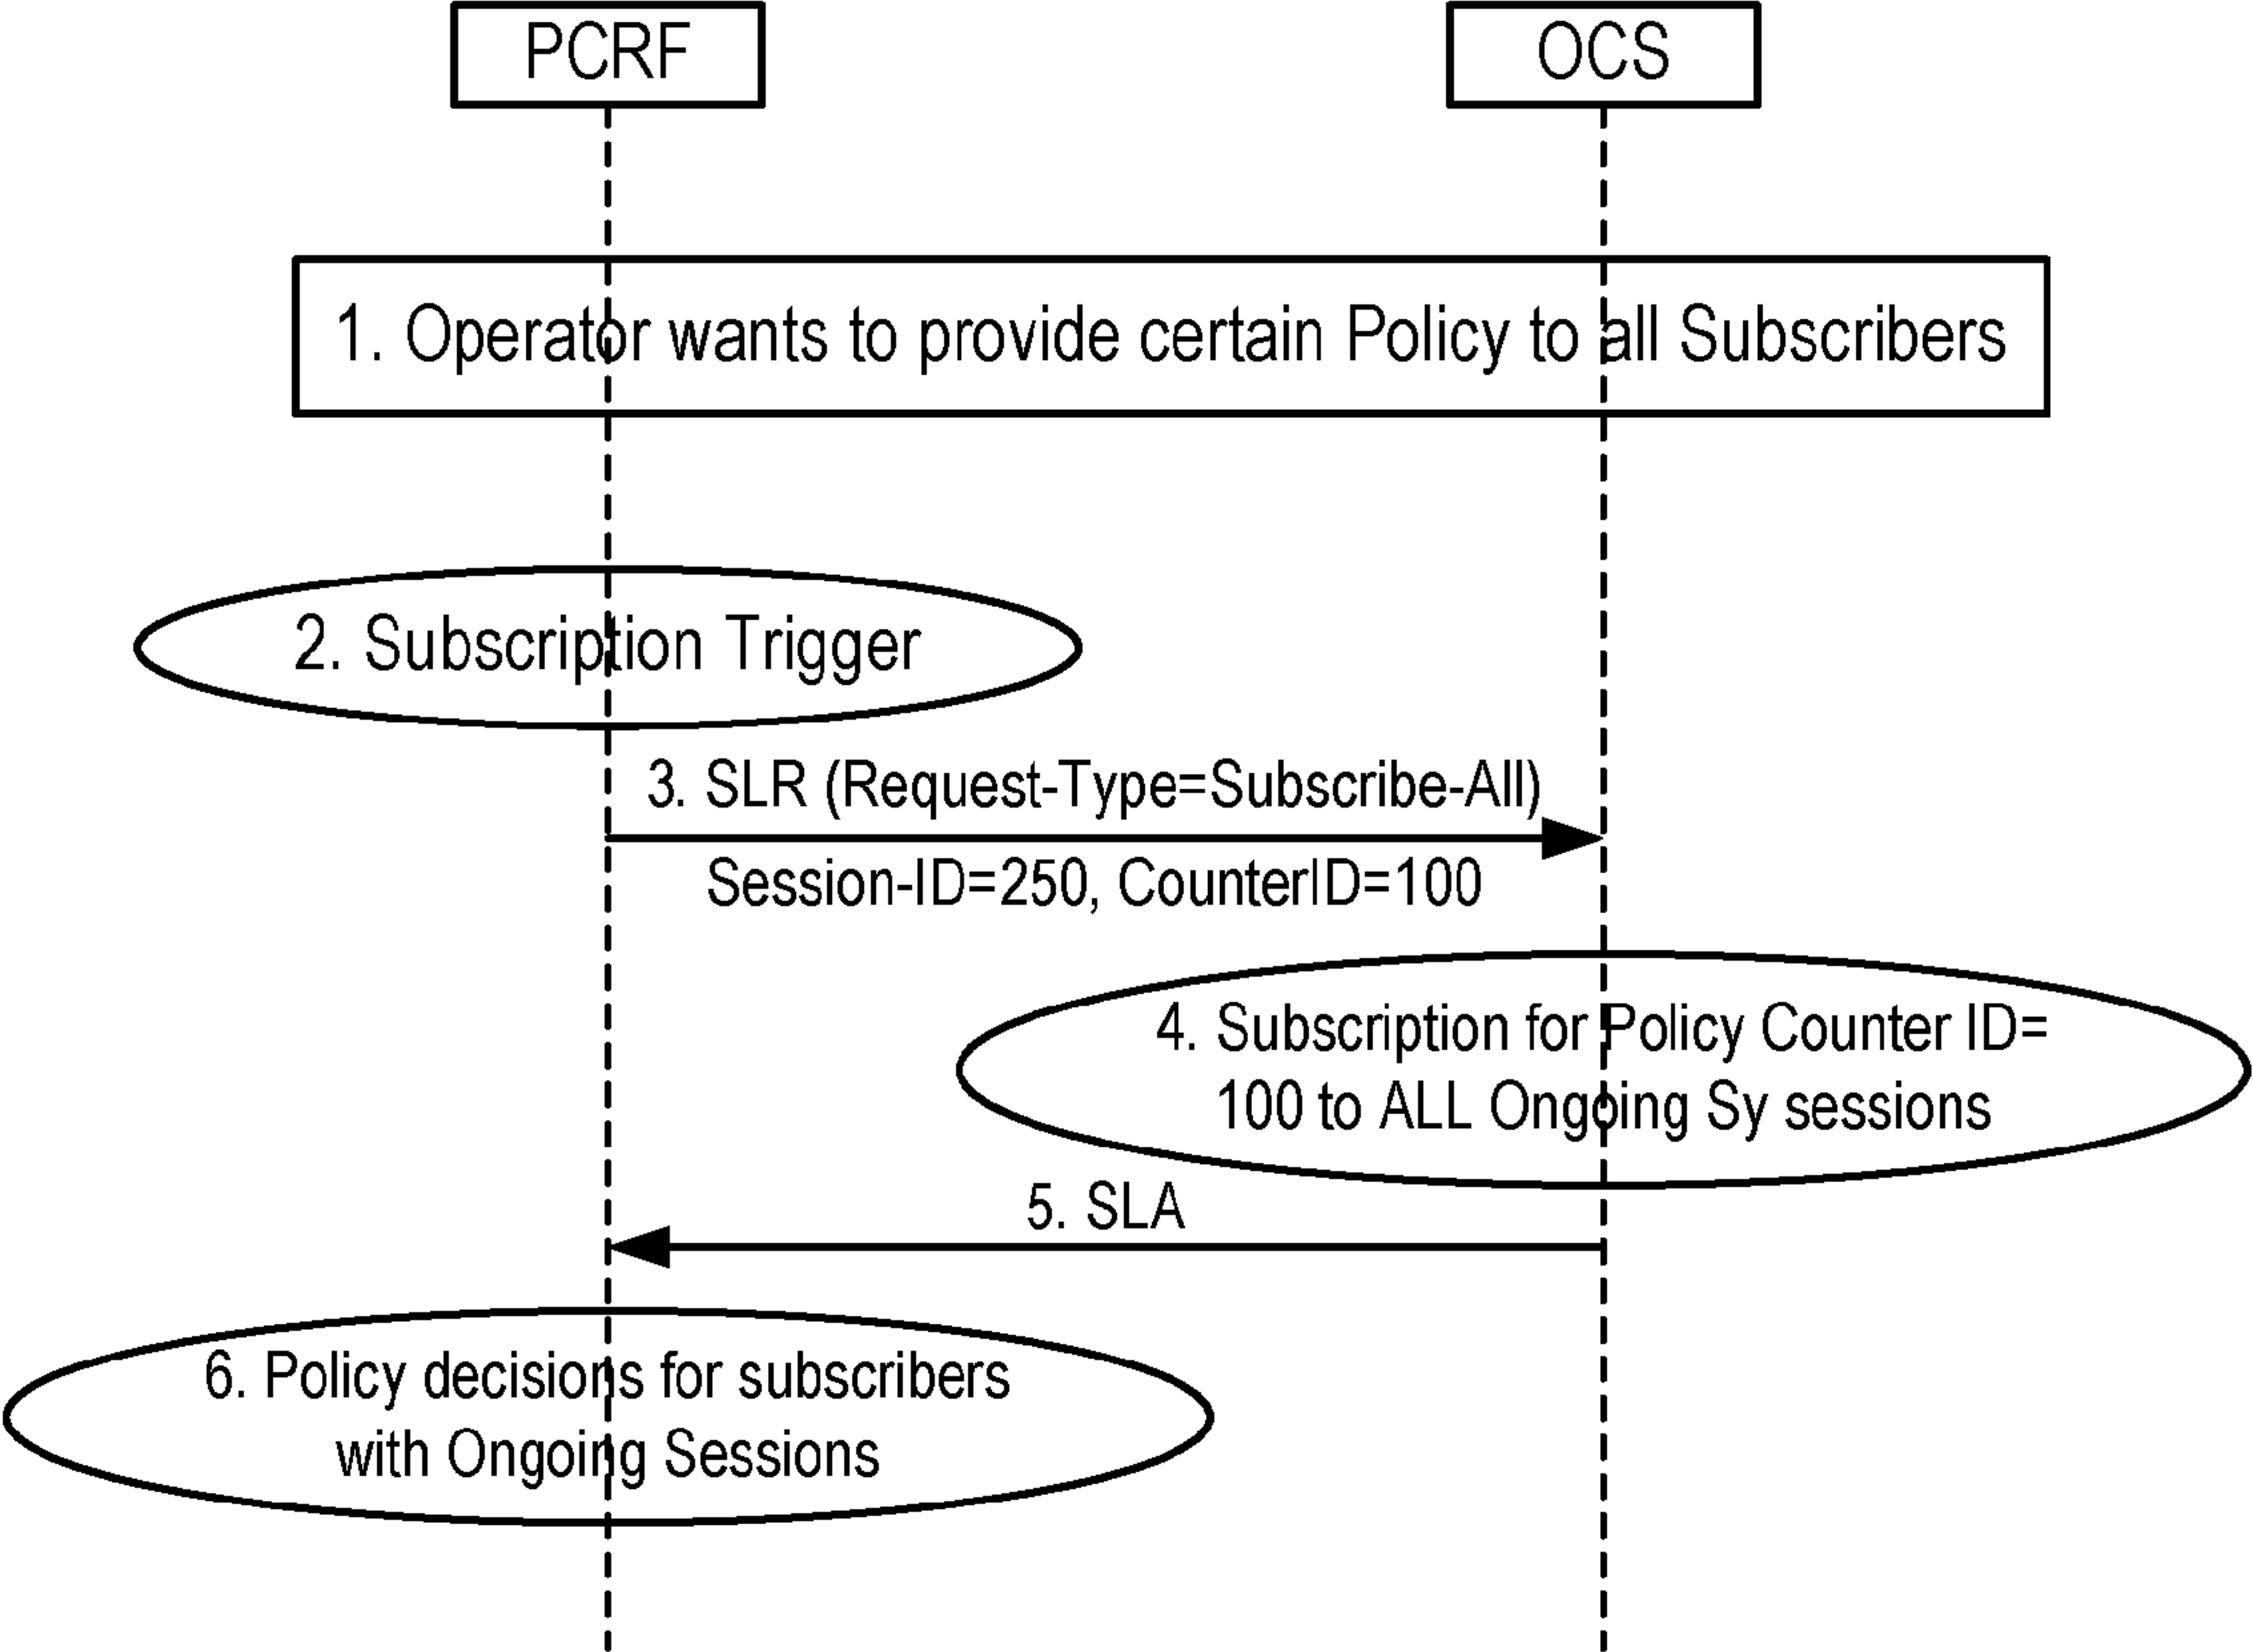 PCRF
OCS
1. Operator wants to provide certain Policy to all Subscribers
2. Subscription Trigger
3. SLR (Request-Type=Subscribe-All)
Session-ID=250, CounterID=100
4. Subscription for Policy Counter ID=
100 to ALL Ongoing Sy sessions
5. SLA
6. Policy decisions for subscribers
with Ongoing Sessions